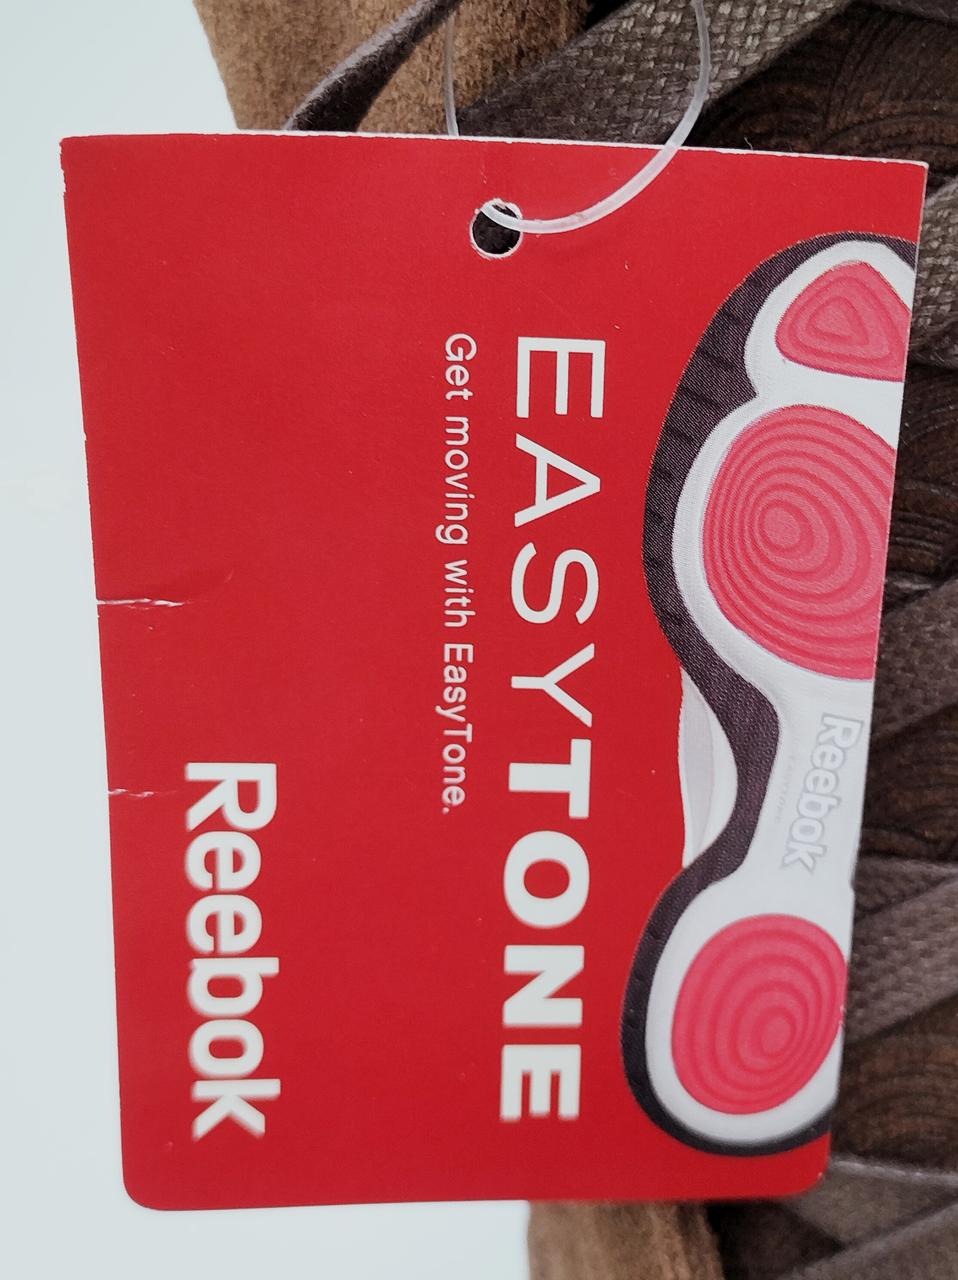 EASYTONE
Get moving with EasyTone.
Reebok
Reebok